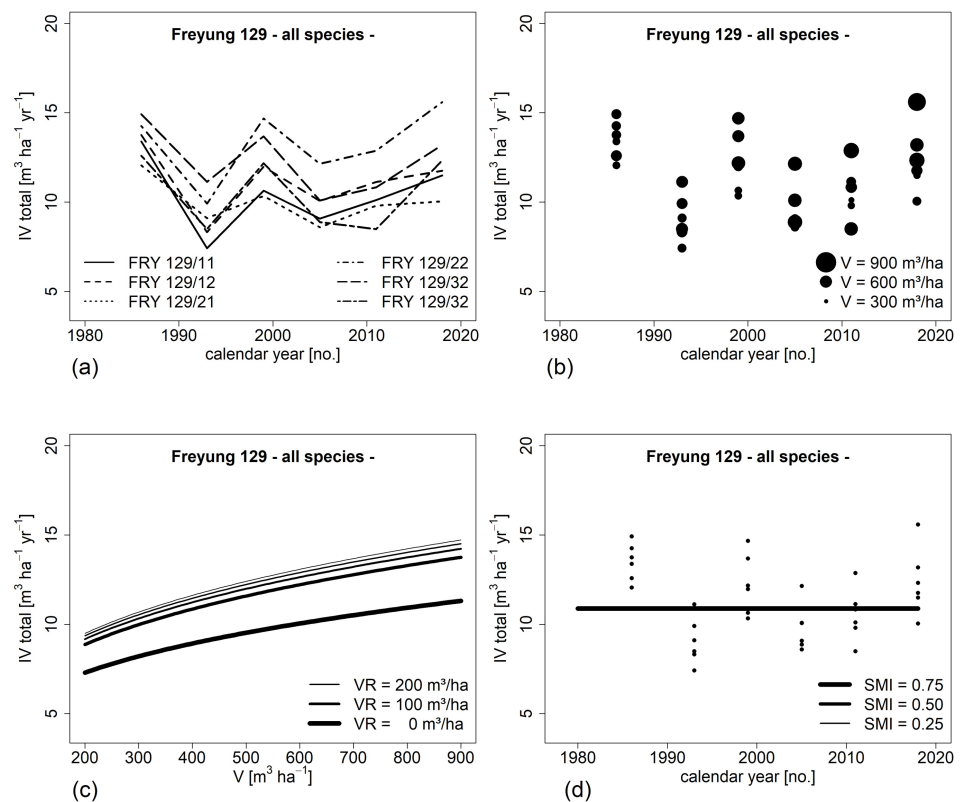 Freyung 129 - all species -
IV total [m³ ha⁻¹ yr⁻¹]
20
15
10
5
FRY 129/11
FRY 129/12
FRY 129/21
FRY 129/22
FRY 129/32
FRY 129/32
1980 1990 2000 2010 2020
calendar year [no.]
(a)
Freyung 129 - all species -
IV total [m³ ha⁻¹ yr⁻¹]
20
15
10
5
V = 900 m³/ha
V = 600 m³/ha
V = 300 m³/ha
1980 1990 2000 2010 2020
calendar year [no.]
(b)
Freyung 129 - all species -
IV total [m³ ha⁻¹ yr⁻¹]
20
15
10
5
VR = 200 m³/ha
VR = 100 m³/ha
VR = 0 m³/ha
200 300 400 500 600 700 800 900
V [m³ ha⁻¹]
(c)
Freyung 129 - all species -
IV total [m³ ha⁻¹ yr⁻¹]
20
15
10
5
SMI = 0.75
SMI = 0.50
SMI = 0.25
1980 1990 2000 2010 2020
calendar year [no.]
(d)